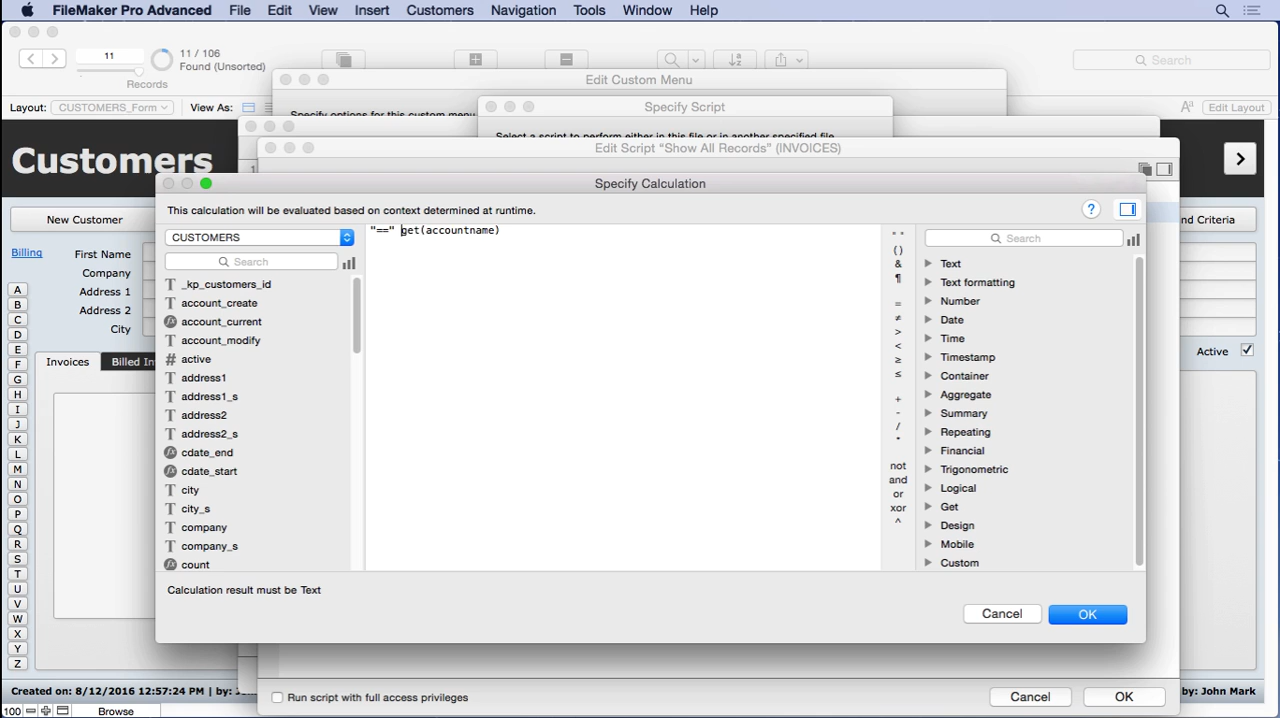 FileMaker Pro Advanced File Edit View Insert Customers Navigation Tools Window Help
11
11 / 106
Found (Unsorted)
Records
Search
Layout: CUSTOMERS_Form View As:
Edit Layout
Edit Custom Menu
Specify options for this custom menu
Specify Script
Select a script to perform either in this file or in another specified file.
Edit Script “Show All Records” (INVOICES)
Customers
New Customer
nd Criteria
Billing
First Name
Company
Address 1
Address 2
City
Active
Invoices
Billed In
A
B
C
D
E
F
G
H
I
J
K
L
M
N
O
P
Q
R
S
T
U
V
W
X
Y
Z
Specify Calculation
This calculation will be evaluated based on context determined at runtime.
?
CUSTOMERS
Search
_kp_customers_id
account_create
account_current
account_modify
active
address1
address1_s
address2
address2_s
cdate_end
cdate_start
city
city_s
company
company_s
count
"==" get(accountname)
" "
( )
&
¶
=
≠
>
<
≥
≤
+
-
/
*
not
and
or
xor
^
Search
Text
Text formatting
Number
Date
Time
Timestamp
Container
Aggregate
Summary
Repeating
Financial
Trigonometric
Logical
Get
Design
Mobile
Custom
Calculation result must be Text
Cancel OK
Run script with full access privileges
Cancel OK
Created on: 8/12/2016 12:57:24 PM | by:
by: John Mark
100 Browse